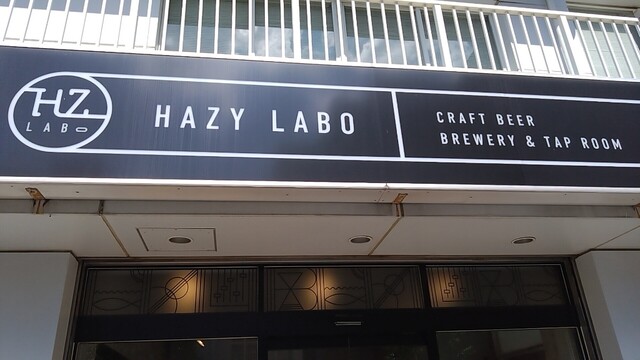 HZ
LABO
HAZY LABO
CRAFT BEER
BREWERY & TAP ROOM